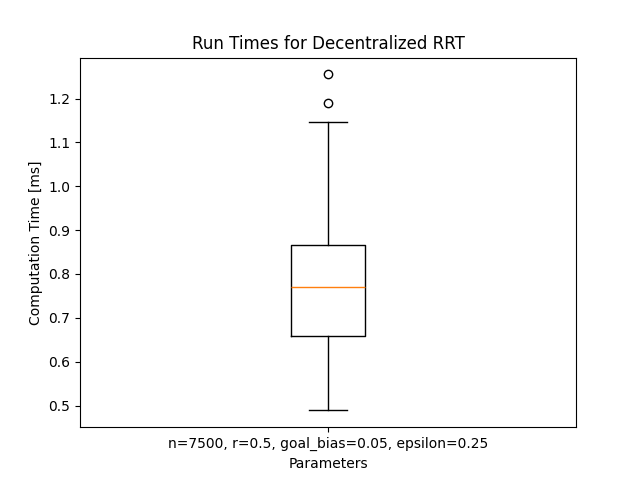 Run Times for Decentralized RRT
Computation Time [ms]
1.2
1.1
1.0
0.9
0.8
0.7
0.6
0.5
n=7500, r=0.5, goal_bias=0.05, epsilon=0.25
Parameters